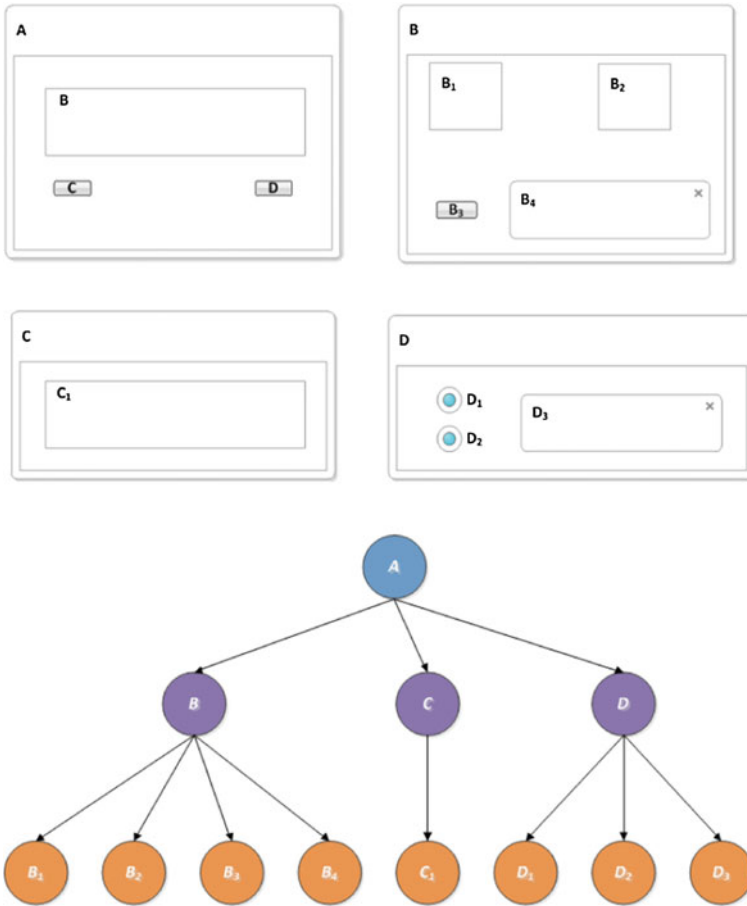 A
B
C D
B
B₁ B₂
B₃ B₄ ×
C
C₁
D
D₁
D₂
D₃ ×
A
B C D
B₁ B₂ B₃ B₄ C₁ D₁ D₂ D₃